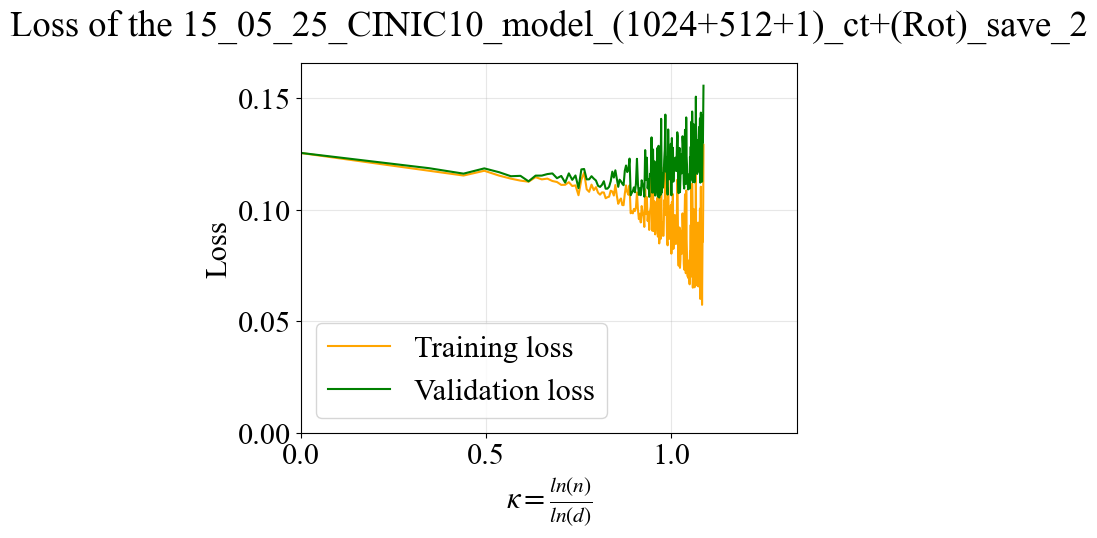 Loss of the 15_05_25_CINIC10_model_(1024+512+1)_ct+(Rot)_save_2
0.15
0.10
0.05
0.00
Loss
Training loss
Validation loss
0.0 0.5 1.0
κ = ln(n)/ln(d)